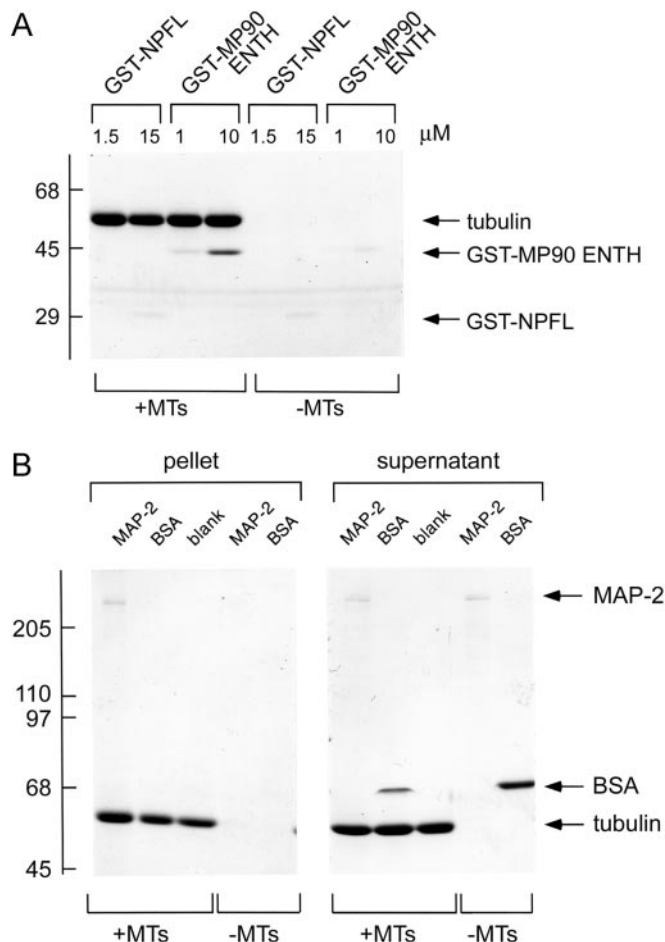 A
GST-NPFL
GST-MP90 ENTH
GST-NPFL
GST-MP90 ENTH
1.5 15 1 10 1.5 15 1 10 μM
68
tubulin
45
GST-MP90 ENTH
29
GST-NPFL
+MTs -MTs
B
pellet supernatant
MAP-2 BSA blank MAP-2 BSA MAP-2 BSA blank MAP-2 BSA
MAP-2
205
110
97
68
BSA
tubulin
45
+MTs -MTs +MTs -MTs